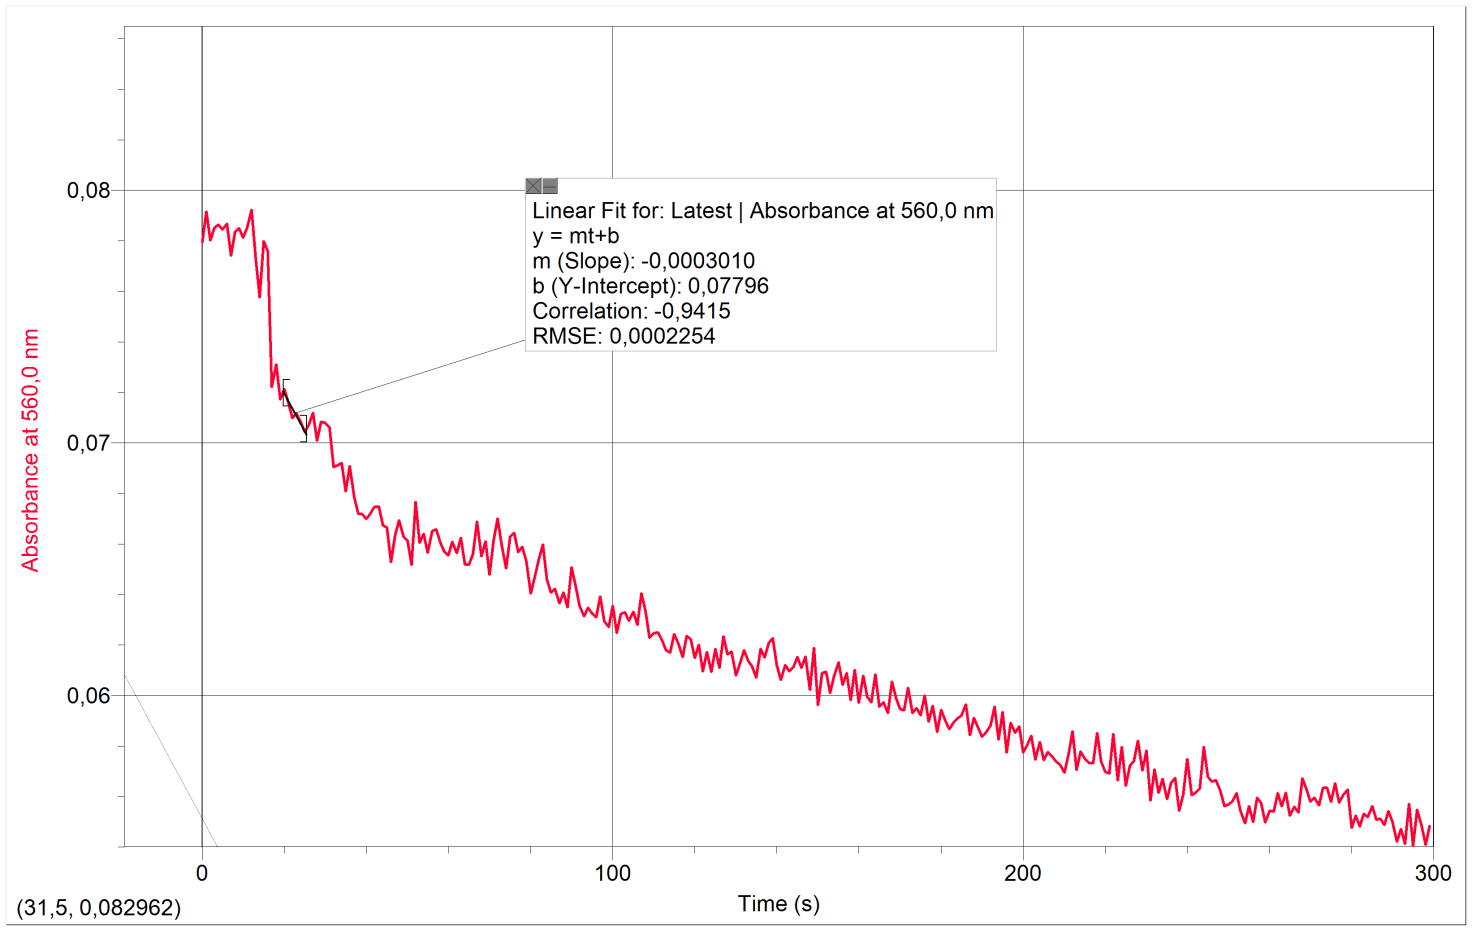 0,08
0,07
0,06
Absorbance at 560,0 nm
Linear Fit for: Latest | Absorbance at 560,0 nm
y = mt+b
m (Slope): -0,0003010
b (Y-Intercept): 0,07796
Correlation: -0,9415
RMSE: 0,0002254
0
100
200
300
Time (s)
(31,5, 0,082962)